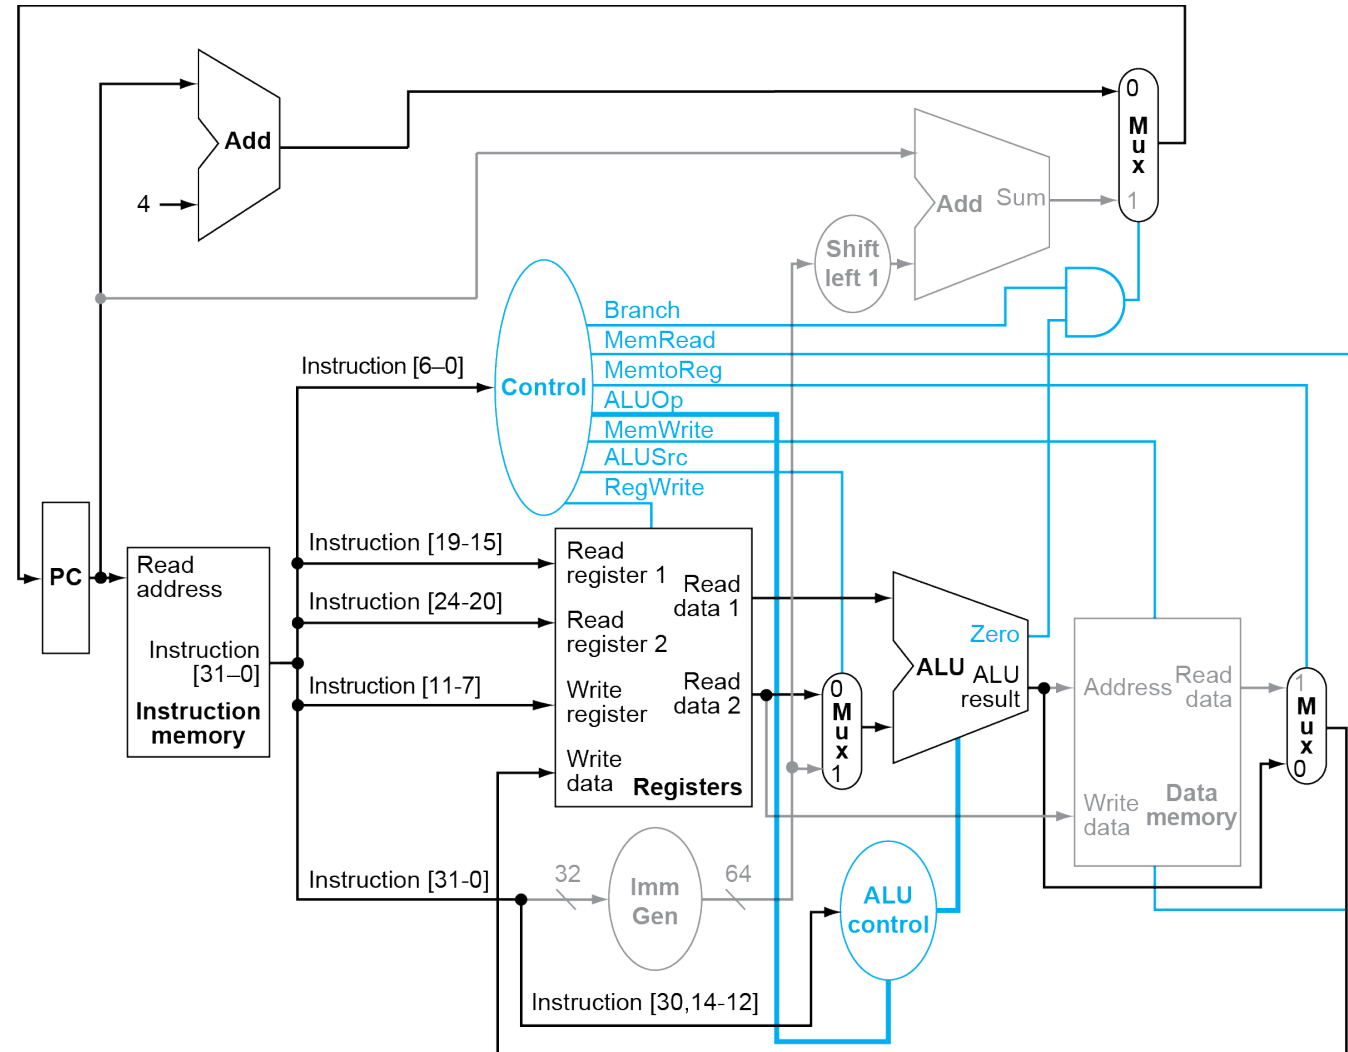 0
M
u
x
1
Add
4
Add
Sum
Shift
left 1
Branch
MemRead
MemtoReg
ALUOp
MemWrite
ALUSrc
RegWrite
Control
Instruction [6–0]
Instruction [19-15]
Instruction [24-20]
Instruction [11-7]
Instruction [31-0]
PC
Read
address
Instruction
[31–0]
Instruction
memory
Read
register 1
Read
register 2
Write
register
Write
data
Read
data 1
Read
data 2
Registers
0
M
u
x
1
Zero
ALU
ALU
result
Address
Read
data
Write
data
Data
memory
1
M
u
x
0
32
Imm
Gen
64
ALU
control
Instruction [30,14-12]